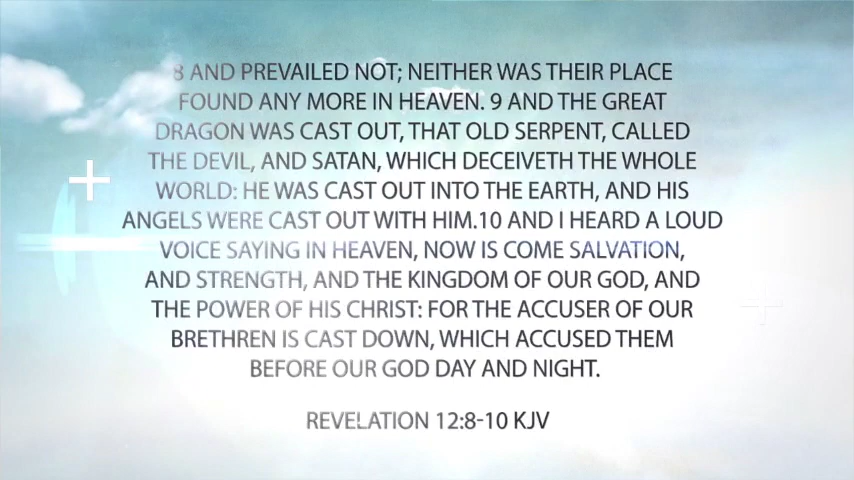 8 AND PREVAILED NOT; NEITHER WAS THEIR PLACE
FOUND ANY MORE IN HEAVEN. 9 AND THE GREAT
DRAGON WAS CAST OUT, THAT OLD SERPENT, CALLED
THE DEVIL, AND SATAN, WHICH DECEIVETH THE WHOLE
WORLD: HE WAS CAST OUT INTO THE EARTH, AND HIS
ANGELS WERE CAST OUT WITH HIM.10 AND I HEARD A LOUD
VOICE SAYING IN HEAVEN, NOW IS COME SALVATION,
AND STRENGTH, AND THE KINGDOM OF OUR GOD, AND
THE POWER OF HIS CHRIST: FOR THE ACCUSER OF OUR
BRETHREN IS CAST DOWN, WHICH ACCUSED THEM
BEFORE OUR GOD DAY AND NIGHT.
REVELATION 12:8-10 KJV